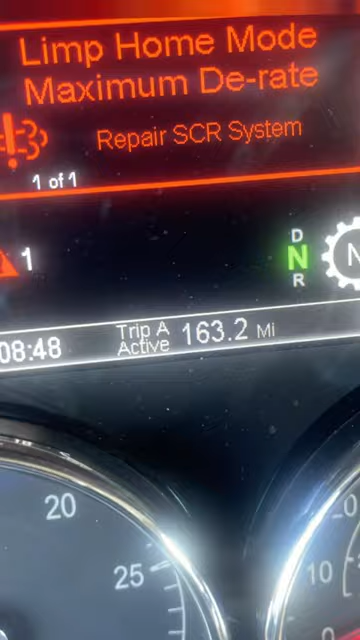 Limp Home Mode
Maximum De-rate
Repair SCR System
1 of 1
1
D
N
R
N
08:48
Trip A
Active
163.2 Mi
20
25
10
0